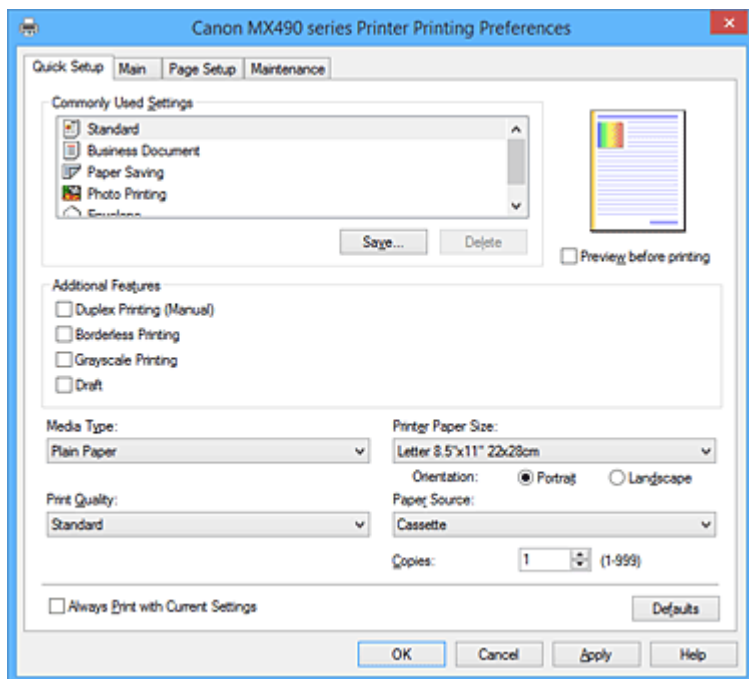 Canon MX490 series Printer Printing Preferences
Quick Setup Main Page Setup Maintenance
Commonly Used Settings
Standard
Business Document
Paper Saving
Photo Printing
Envelope
Save... Delete
Preview before printing
Addtional Features
Duplex Printing (Manual)
Borderless Printing
Grayscale Printing
Draft
Media Type: Printer Paper Size:
Plain Paper Letter 8.5"x11" 22x28cm
Orientation: Portrait Landscape
Print Quality: Paper Source:
Standard Cassette
Copies: 1 (1-999)
Always Print with Current Settings Defaults
OK Cancel Apply Help